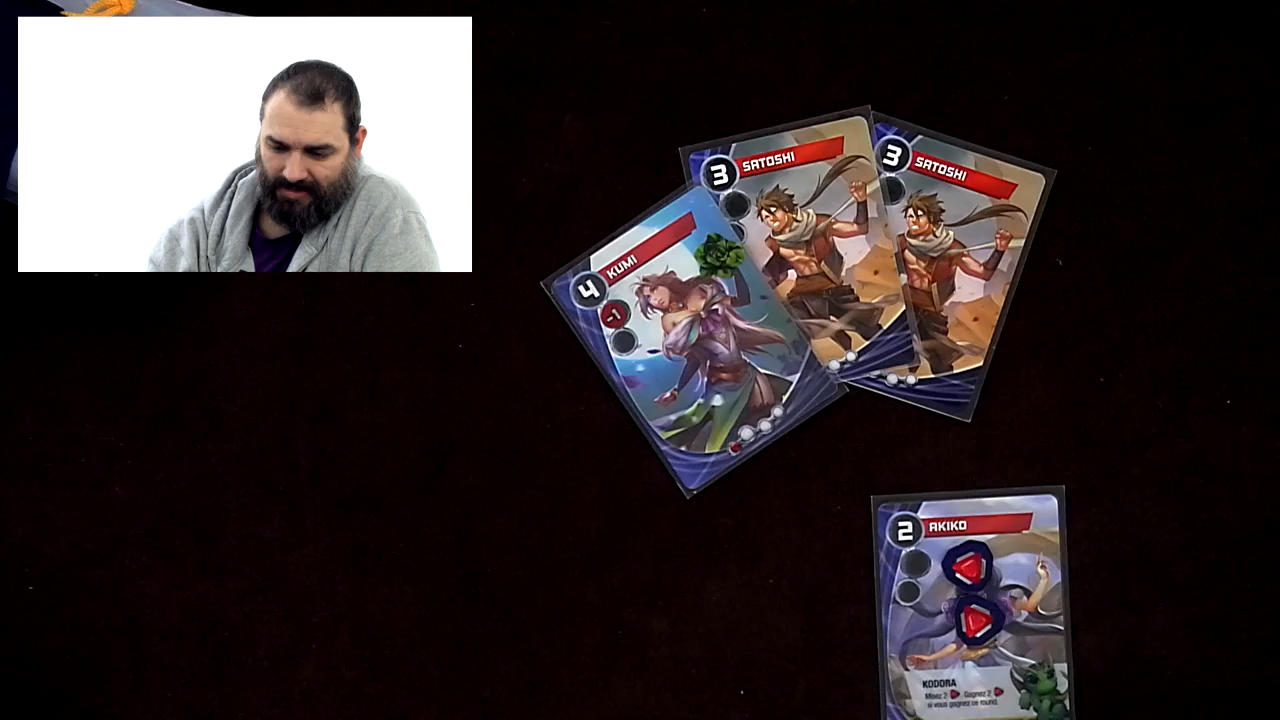 3 SATOSHI
3 SATOSHI
4 KUMI
-1
2 AKIKO
KODORA
Misez 2 Gagnez 2
si vous gagnez ce round.